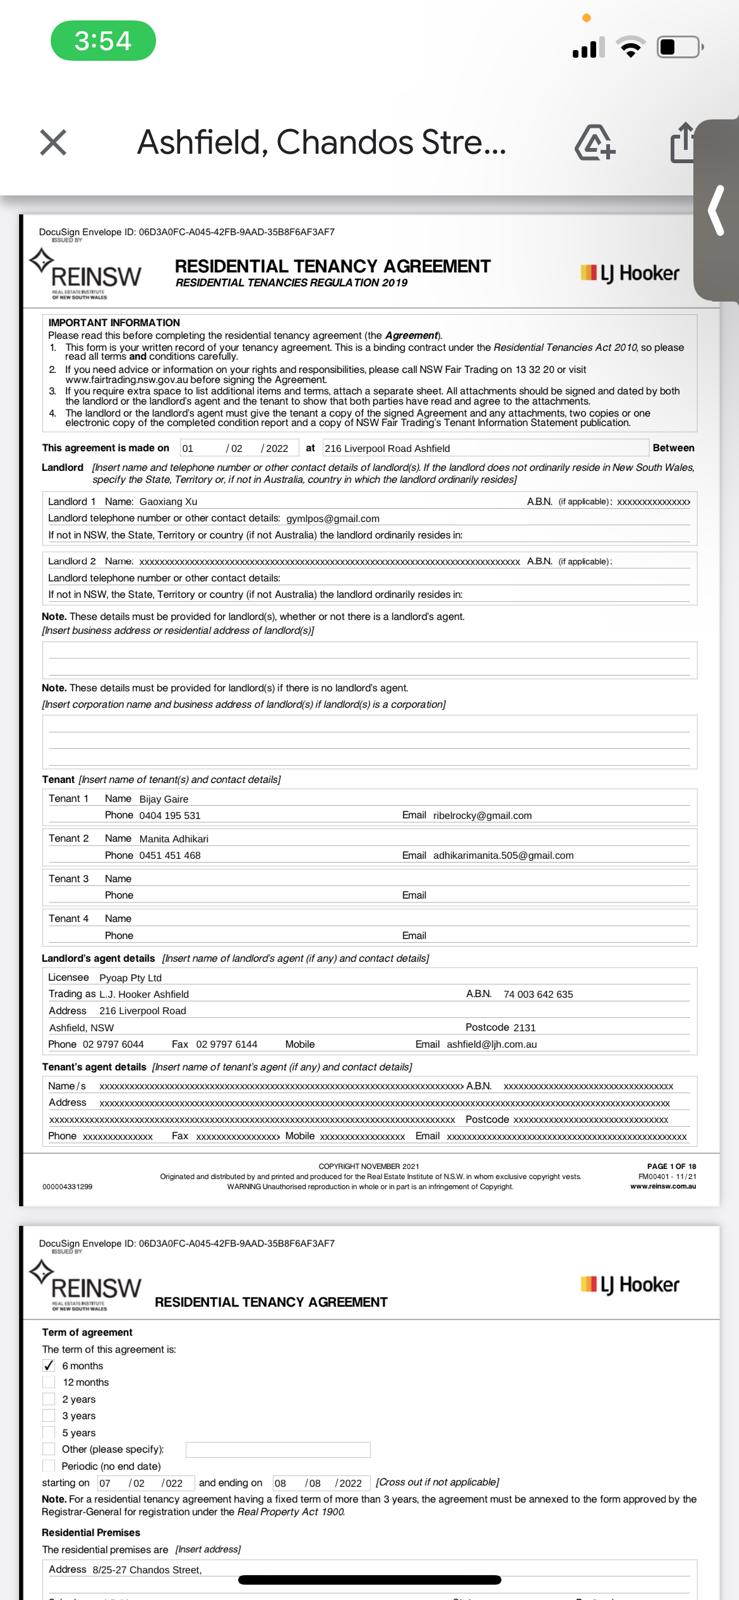 3:54
Ashfield, Chandos Stre...
DocuSign Envelope ID: 06D3A0FC-A045-42FB-9AAD-35B8F6AF3AF7
ISSUED BY
REINSW
REAL ESTATE INSTITUTE
OF NEW SOUTH WALES
RESIDENTIAL TENANCY AGREEMENT
RESIDENTIAL TENANCIES REGULATION 2019
LJ Hooker
IMPORTANT INFORMATION
Please read this before completing the residential tenancy agreement (the Agreement).
1. This form is your written record of your tenancy agreement. This is a binding contract under the Residential Tenancies Act 2010, so please
read all terms and conditions carefully.
2. If you need advice or information on your rights and responsibilities, please call NSW Fair Trading on 13 32 20 or visit
www.fairtrading.nsw.gov.au before signing the Agreement.
3. If you require extra space to list additional items and terms, attach a separate sheet. All attachments should be signed and dated by both
the landlord or the landlord's agent and the tenant to show that both parties have read and agree to the attachments.
4. The landlord or the landlord's agent must give the tenant a copy of the signed Agreement and any attachments, two copies or one
electronic copy of the completed condition report and a copy of NSW Fair Trading's Tenant Information Statement publication.
This agreement is made on 01 / 02 / 2022 at 216 Liverpool Road Ashfield Between
Landlord [Insert name and telephone number or other contact details of landlord(s). If the landlord does not ordinarily reside in New South Wales,
specify the State, Territory or, if not in Australia, country in which the landlord ordinarily resides]
Landlord 1 Name: Gaoxiang Xu A.B.N. (if applicable): xxxxxxxxxxxxxx
Landlord telephone number or other contact details: gymlpos@gmail.com
If not in NSW, the State, Territory or country (if not Australia) the landlord ordinarily resides in:
Landlord 2 Name: xxxxxxxxxxxxxxxxxxxxxxxxxxxxxxxxxxxxxxxxxxxxxxxxxxxxxxxxxxxxxxxxxxxxxxxxxxxx A.B.N. (if applicable):
Landlord telephone number or other contact details:
If not in NSW, the State, Territory or country (if not Australia) the landlord ordinarily resides in:
Note. These details must be provided for landlord(s), whether or not there is a landlord's agent.
[Insert business address or residential address of landlord(s)]
Note. These details must be provided for landlord(s) if there is no landlord's agent.
[Insert corporation name and business address of landlord(s) if landlord(s) is a corporation]
Tenant [Insert name of tenant(s) and contact details]
Tenant 1 Name Bijay Gaire
Phone 0404 195 531 Email ribelrocky@gmail.com
Tenant 2 Name Manita Adhikari
Phone 0451 451 468 Email adhikarimanita.505@gmail.com
Tenant 3 Name
Phone Email
Tenant 4 Name
Phone Email
Landlord's agent details [Insert name of landlord's agent (if any) and contact details]
Licensee Pyoap Pty Ltd
Trading as L.J. Hooker Ashfield A.B.N. 74 003 642 635
Address 216 Liverpool Road
Ashfield, NSW Postcode 2131
Phone 02 9797 6044 Fax 02 9797 6144 Mobile Email ashfield@ljh.com.au
Tenant's agent details [Insert name of tenant's agent (if any) and contact details]
Name/s xxxxxxxxxxxxxxxxxxxxxxxxxxxxxxxxxxxxxxxxxxxxxxxxxxxxxxxxxxxxxxxxxxxxxxxxx A.B.N. xxxxxxxxxxxxxxxxxxxxxxxxxxxxxxxxxx
Address xxxxxxxxxxxxxxxxxxxxxxxxxxxxxxxxxxxxxxxxxxxxxxxxxxxxxxxxxxxxxxxxxxxxxxxxxxxxxxxxxxxxxxxxxxxxxxxxxxxxxxxxxxxxxxxxxx
xxxxxxxxxxxxxxxxxxxxxxxxxxxxxxxxxxxxxxxxxxxxxxxxxxxxxxxxxxxxxxxxxxxxxxxxxxxxxxxxx Postcode xxxxxxxxxxxxxxxxxxxxxxxxxxxxxxx
Phone xxxxxxxxxxxxxx Fax xxxxxxxxxxxxxxxxx Mobile xxxxxxxxxxxxxxxxx Email xxxxxxxxxxxxxxxxxxxxxxxxxxxxxxxxxxxxxxxxxxxxxxxx
COPYRIGHT NOVEMBER 2021
PAGE 1 OF 18
Originated and distributed by and printed and produced for the Real Estate Institute of N.S.W. in whom exclusive copyright vests.
FM00401 - 11/21
000004331299
WARNING Unauthorised reproduction in whole or in part is an infringement of Copyright.
www.reinsw.com.au
DocuSign Envelope ID: 06D3A0FC-A045-42FB-9AAD-35B8F6AF3AF7
ISSUED BY
REINSW
REAL ESTATE INSTITUTE
OF NEW SOUTH WALES
RESIDENTIAL TENANCY AGREEMENT
LJ Hooker
Term of agreement
The term of this agreement is:
6 months
12 months
2 years
3 years
5 years
Other (please specify):
Periodic (no end date)
starting on 07 / 02 / 022 and ending on 08 / 08 / 2022 [Cross out if not applicable]
Note. For a residential tenancy agreement having a fixed term of more than 3 years, the agreement must be annexed to the form approved by the
Registrar-General for registration under the Real Property Act 1900.
Residential Premises
The residential premises are [Insert address]
Address 8/25-27 Chandos Street,